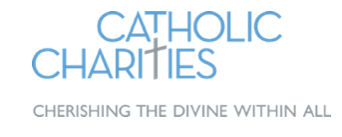 CATHOLIC
CHARITIES
CHERISHING THE DIVINE WITHIN ALL